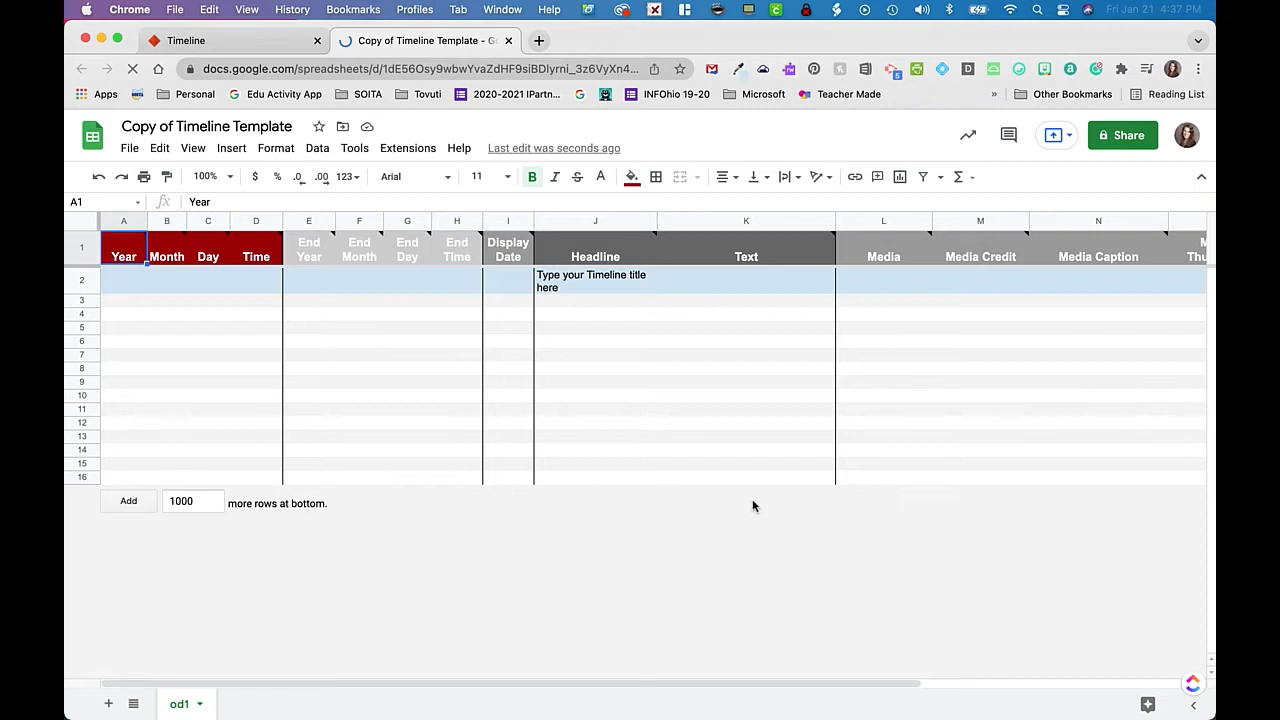 Chrome File Edit View History Bookmarks Profiles Tab Window Help Fri Jan 21 4:37 PM
Timeline
Copy of Timeline Template - Go
docs.google.com/spreadsheets/d/1dE56Osy9wbwYvaZdHF9siBDlyrni_3z6VyXn4...
Apps Personal Edu Activity App SOITA Tovuti 2020-2021 iPartn... INFOhio 19-20 Microsoft Teacher Made » Other Bookmarks Reading List
Copy of Timeline Template
Share
File Edit View Insert Format Data Tools Extensions Help Last edit was seconds ago
100% $ % .0 .00 123 Arial 11 B I S A
A1 fx Year
A B C D E F G H I J K L M N
1 Year Month Day Time End Year End Month End Day End Time Display Date Headline Text Media Media Credit Media Caption M Thu
2 Type your Timeline title
here
3
4
5
6
7
8
9
10
11
12
13
14
15
16
Add 1000 more rows at bottom.
od1